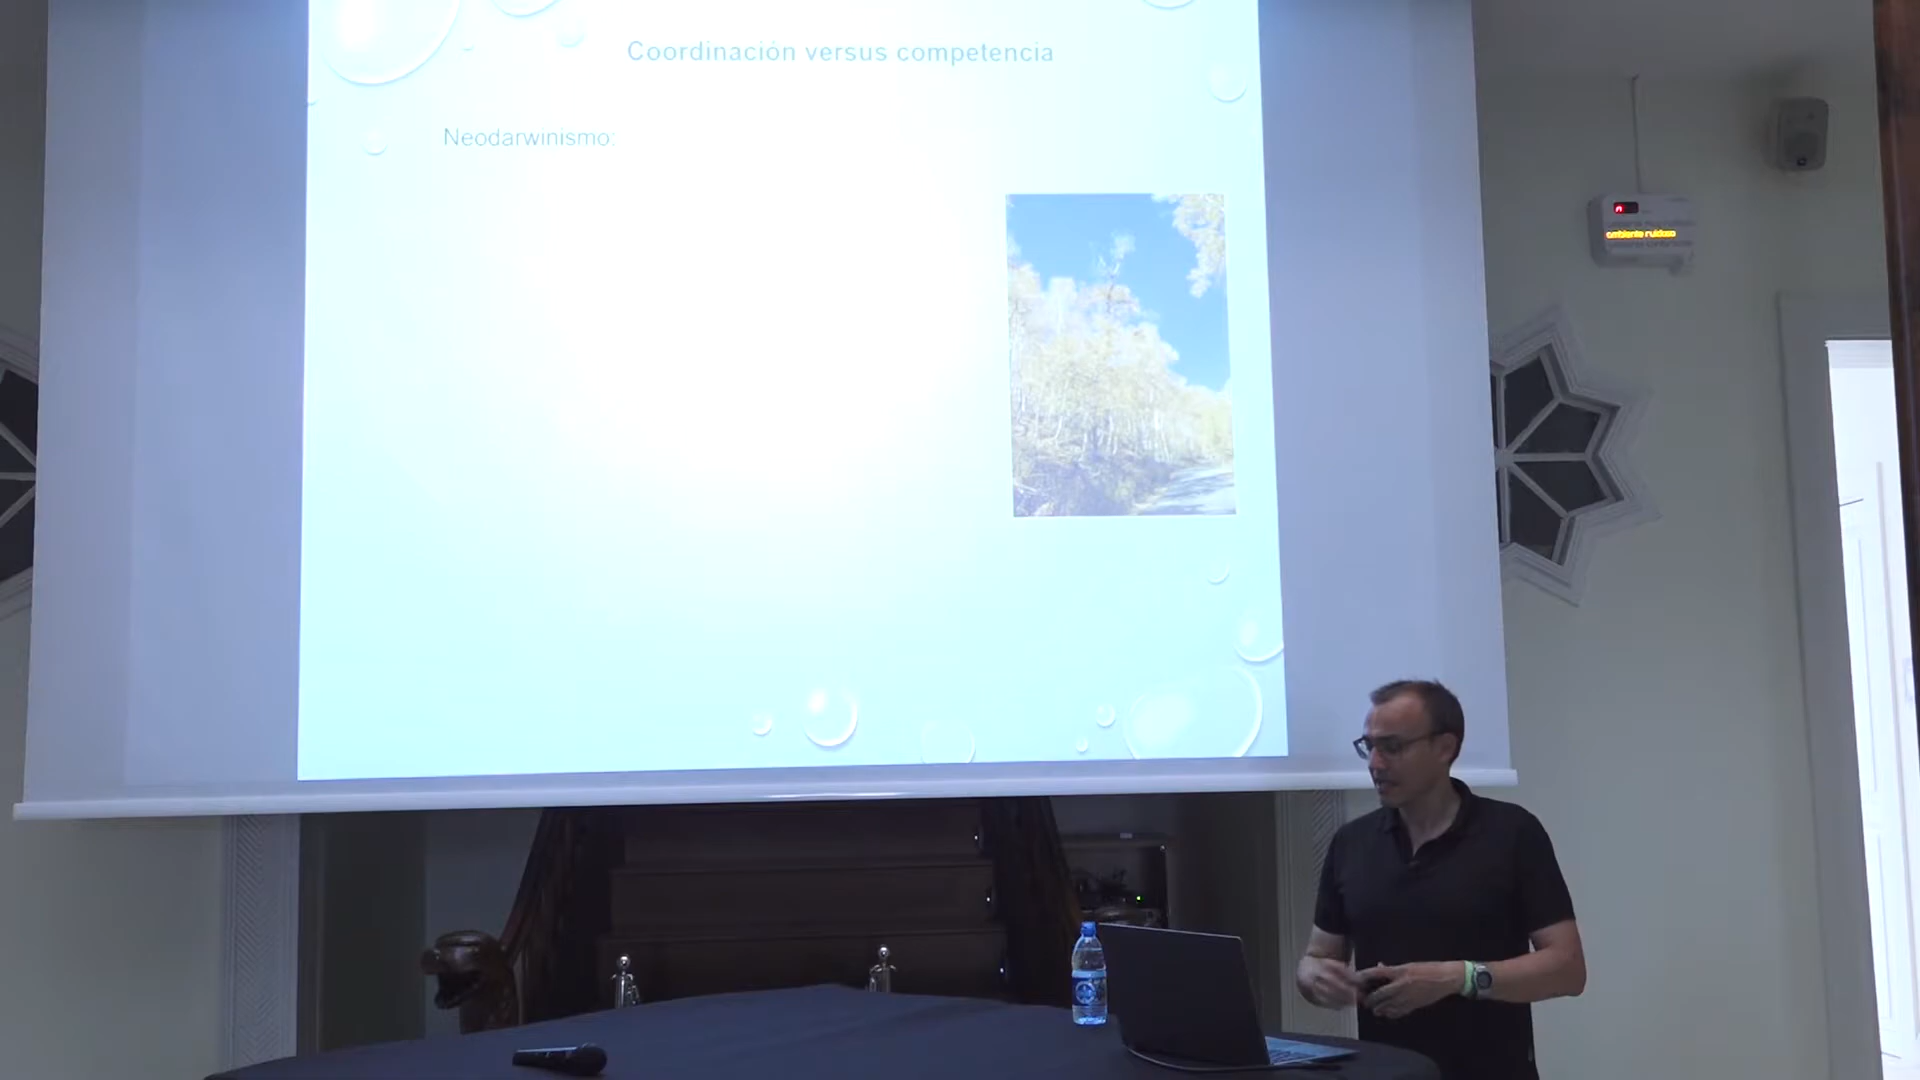 Coordinación versus competencia
Neodarwinismo:
ambiente ruidoso